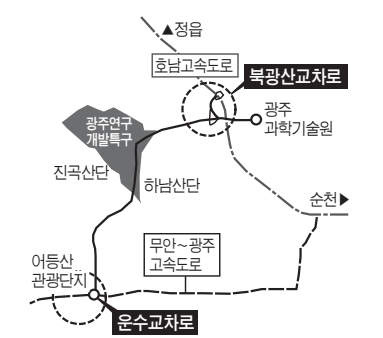 ▲정읍
호남고속도로
북광산교차로
광주
과학기술원
광주연구
개발특구
진곡산단
하남산단
순천▶
무안~광주
고속도로
어등산
관광단지
운수교차로